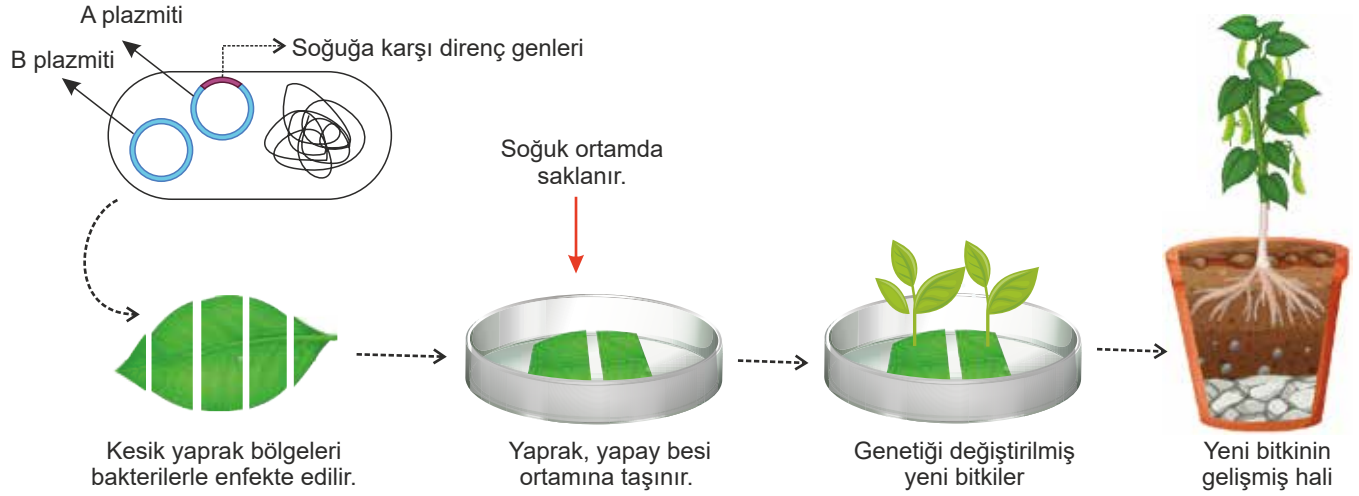 A plazmiti
B plazmiti
Soğuğa karşı direnç genleri
Soğuk ortamda
saklanır.
Kesik yaprak bölgeleri
bakterilerle enfekte edilir.
Yaprak, yapay besi
ortamına taşınır.
Genetiği değiştirilmiş
yeni bitkiler
Yeni bitkinin
gelişmiş hali